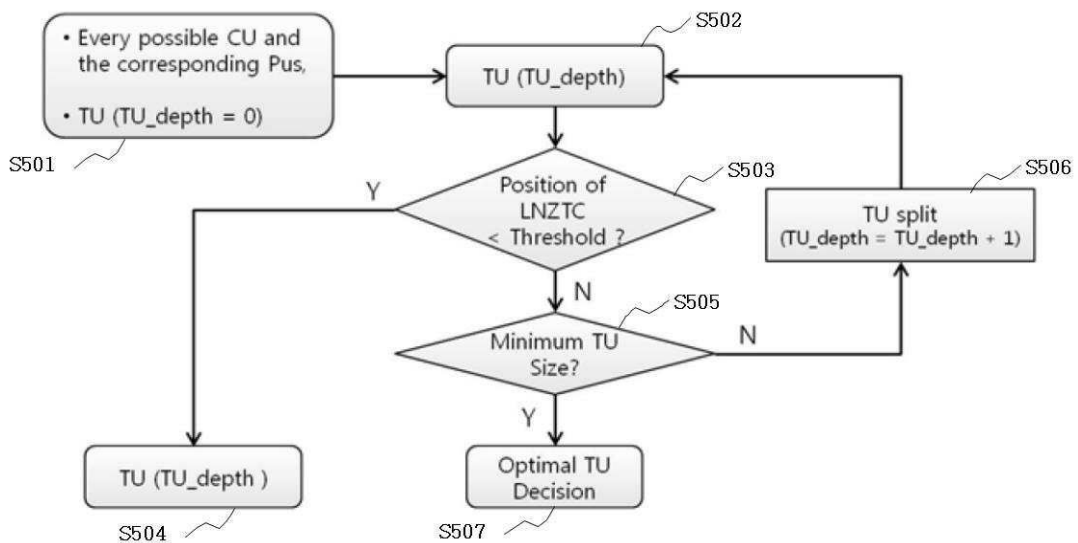 • Every possible CU and
the corresponding Pus,
• TU (TU_depth = 0)
S501
TU (TU_depth)
S502
Position of
LNZTC
< Threshold ?
S503
Y
N
TU split
(TU_depth = TU_depth + 1)
S506
Minimum TU
Size?
S505
N
Y
TU (TU_depth )
S504
Optimal TU
Decision
S507